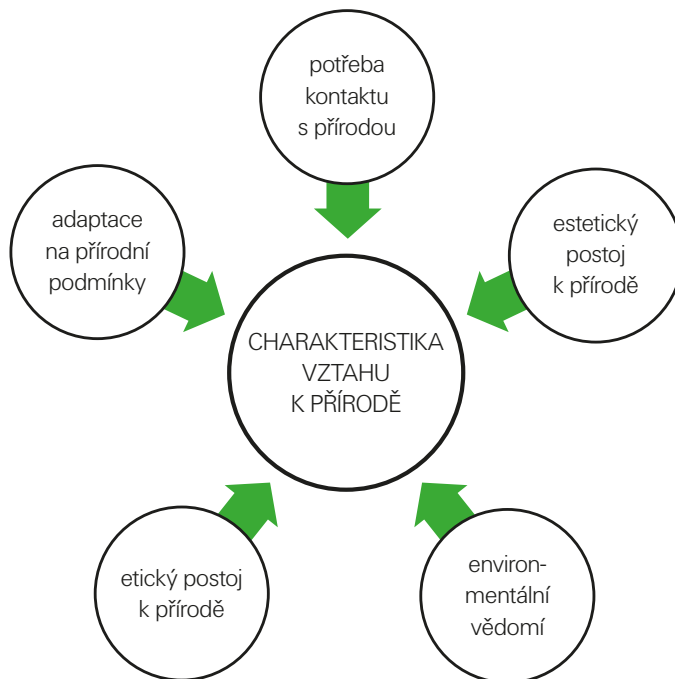 potřeba
kontaktu
s přírodou
adaptace
na přírodní
podmínky
estetický
postoj
k přírodě
CHARAKTERISTIKA
VZTAHU
K PŘÍRODĚ
etický postoj
k přírodě
environ-
mentální
vědomí